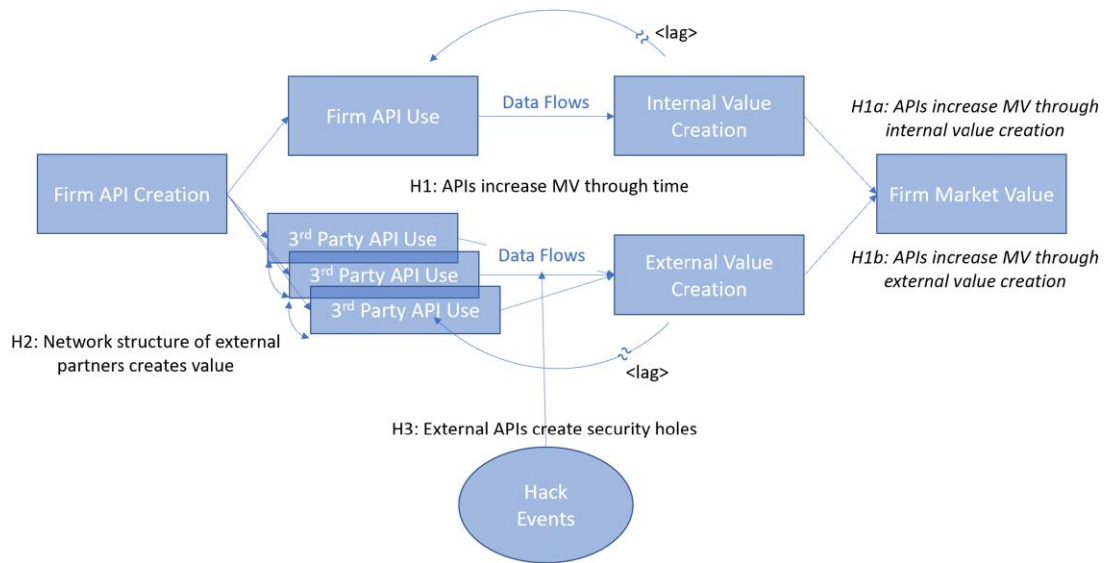 <lag>
Firm API Use
Data Flows
Internal Value
Creation
H1a: APIs increase MV through
internal value creation
Firm API Creation
H1: APIs increase MV through time
Firm Market Value
3rd Party API Use
Data Flows
3rd Party API Use
External Value
Creation
H1b: APIs increase MV through
external value creation
3rd Party API Use
H2: Network structure of external
partners creates value
<lag>
H3: External APIs create security holes
Hack
Events